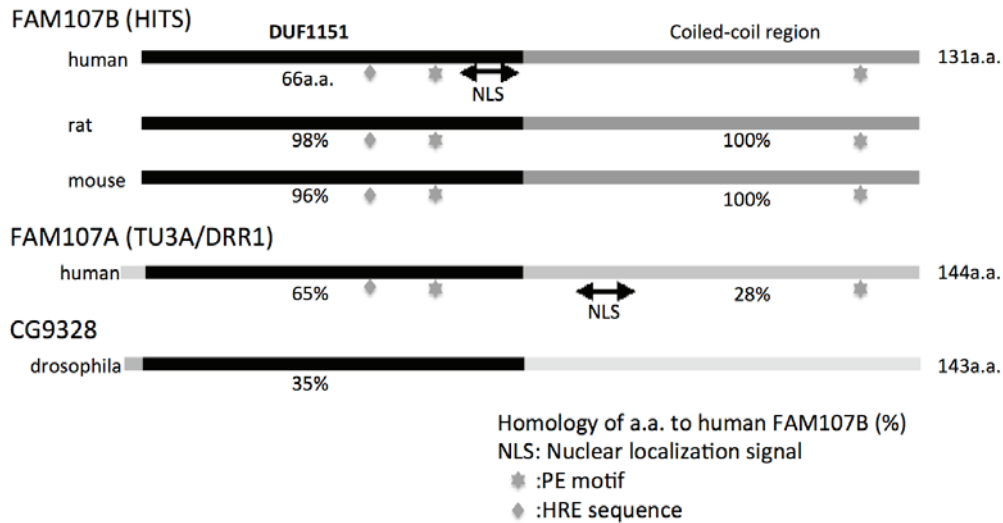 FAM107B (HITS)
DUF1151
Coiled-coil region
human
131a.a.
66a.a.
NLS
rat
98%
100%
mouse
96%
100%
FAM107A (TU3A/DRR1)
human
144a.a.
65%
28%
NLS
CG9328
drosophila
143a.a.
35%
Homology of a.a. to human FAM107B (%)
NLS: Nuclear localization signal
:PE motif
:HRE sequence